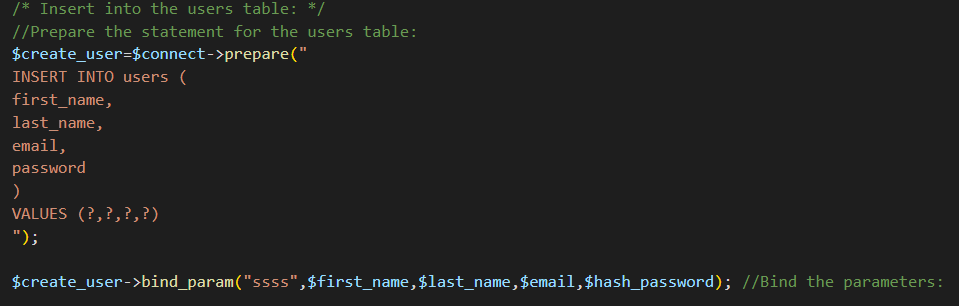 /* Insert into the users table: */
//Prepare the statement for the users table:
$create_user=$connect->prepare("
INSERT INTO users (
first_name,
last_name,
email,
password
)
VALUES (?,?,?,?)
");
$create_user->bind_param("ssss",$first_name,$last_name,$email,$hash_password); //Bind the parameters: